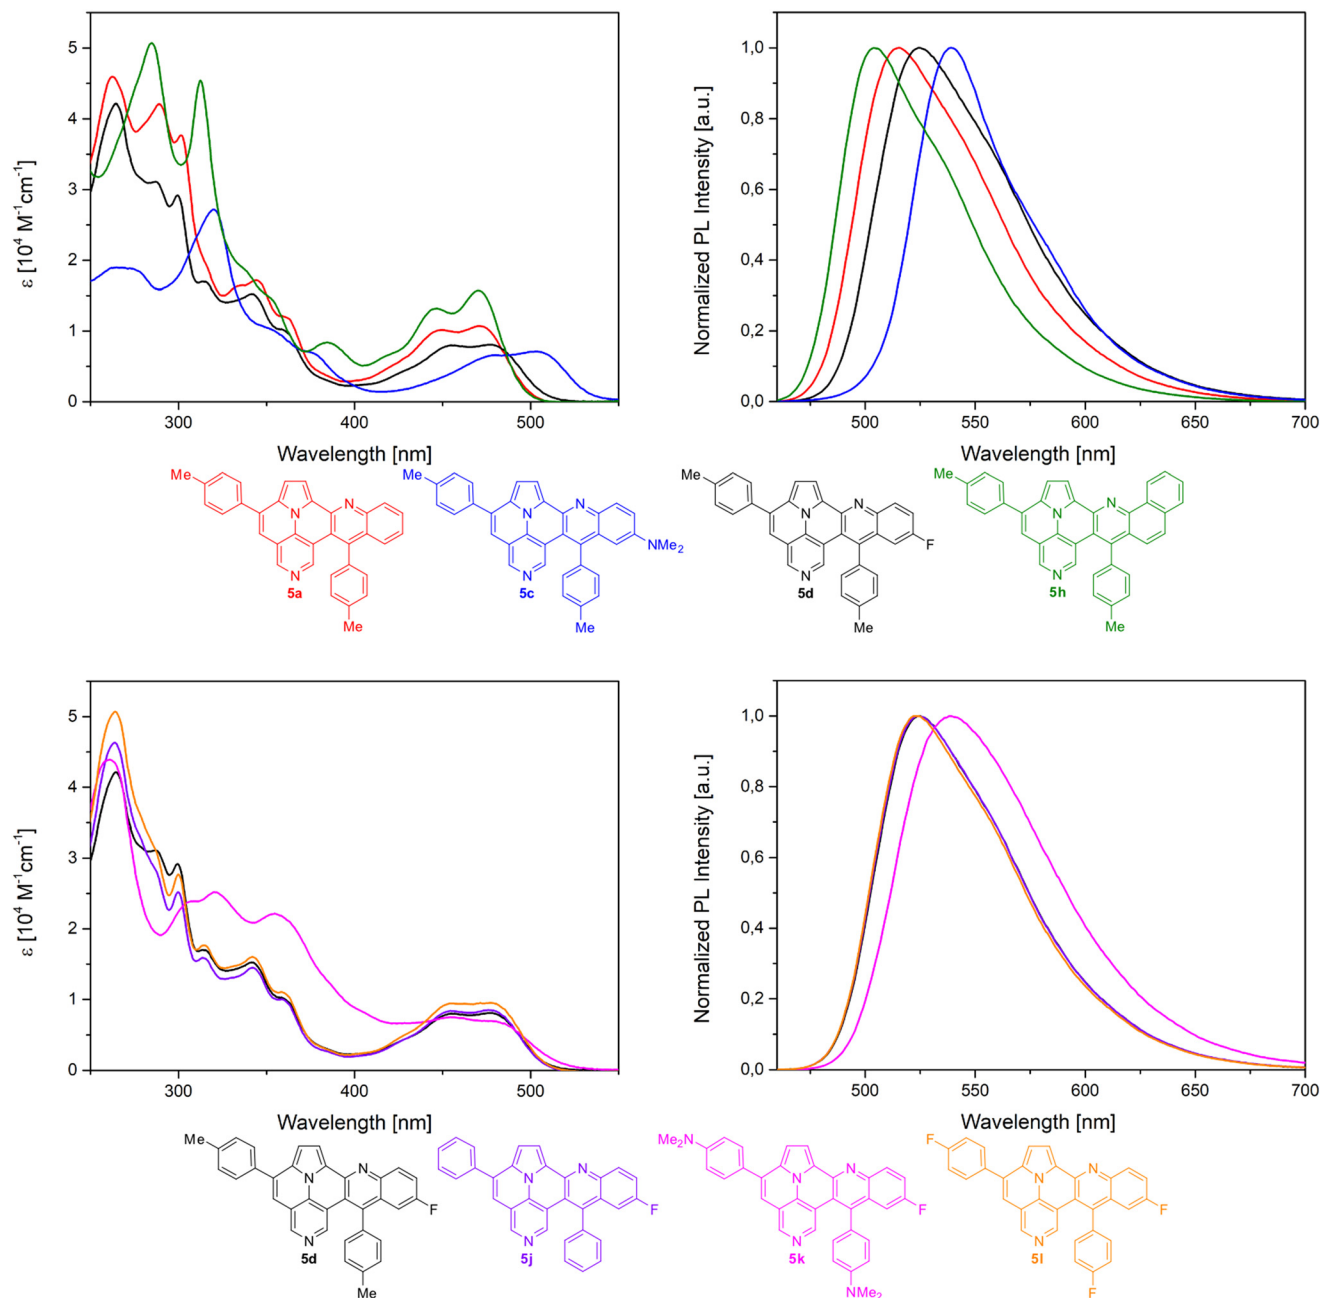 ε [10⁴ M⁻¹cm⁻¹]
5
4
3
2
1
0
300
400
500
Wavelength [nm]
Normalized PL Intensity [a.u.]
1,0
0,8
0,6
0,4
0,2
0,0
500
550
600
650
700
Wavelength [nm]
Me
N
N
N
5a
Me
Me
N
N
N
NMe₂
5c
Me
Me
N
N
N
F
5d
Me
Me
N
N
N
5h
Me
ε [10⁴ M⁻¹cm⁻¹]
5
4
3
2
1
0
300
400
500
Wavelength [nm]
Normalized PL Intensity [a.u.]
1,0
0,8
0,6
0,4
0,2
0,0
500
550
600
650
700
Wavelength [nm]
Me
N
N
N
F
5d
Me
N
N
N
F
5j
Me₂N
N
N
N
F
5k
NMe₂
F
N
N
N
F
5l
F